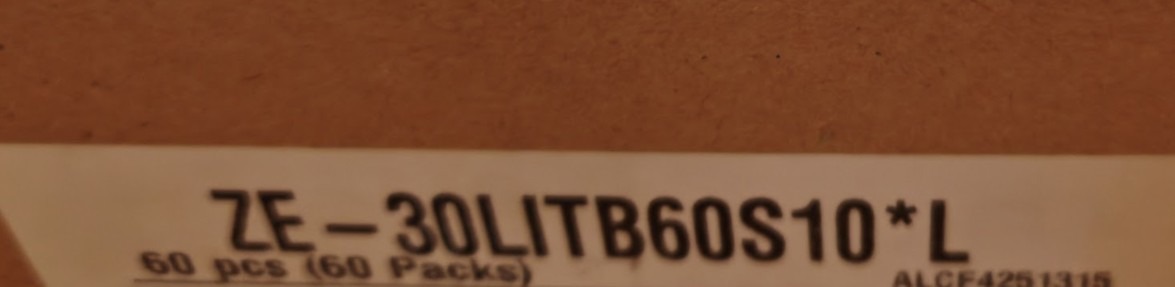 ZE-30LITB60S10*L
60 pcs (60 Packs)
ALCF4251315